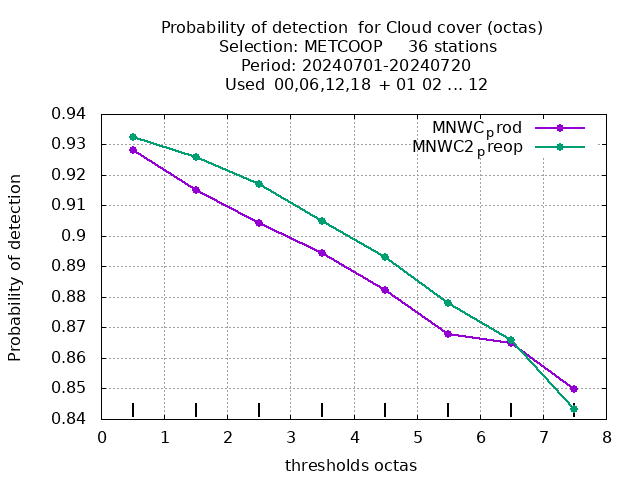 Probability of detection  for Cloud cover (octas)
Selection: METCOOP     36 stations
Period: 20240701-20240720
Used  00,06,12,18 + 01 02 ... 12
MNWCprod
MNWC2preop
0.94
0.93
0.92
0.91
0.9
0.89
0.88
0.87
0.86
0.85
0.84
Probability of detection
0 1 2 3 4 5 6 7 8
thresholds octas